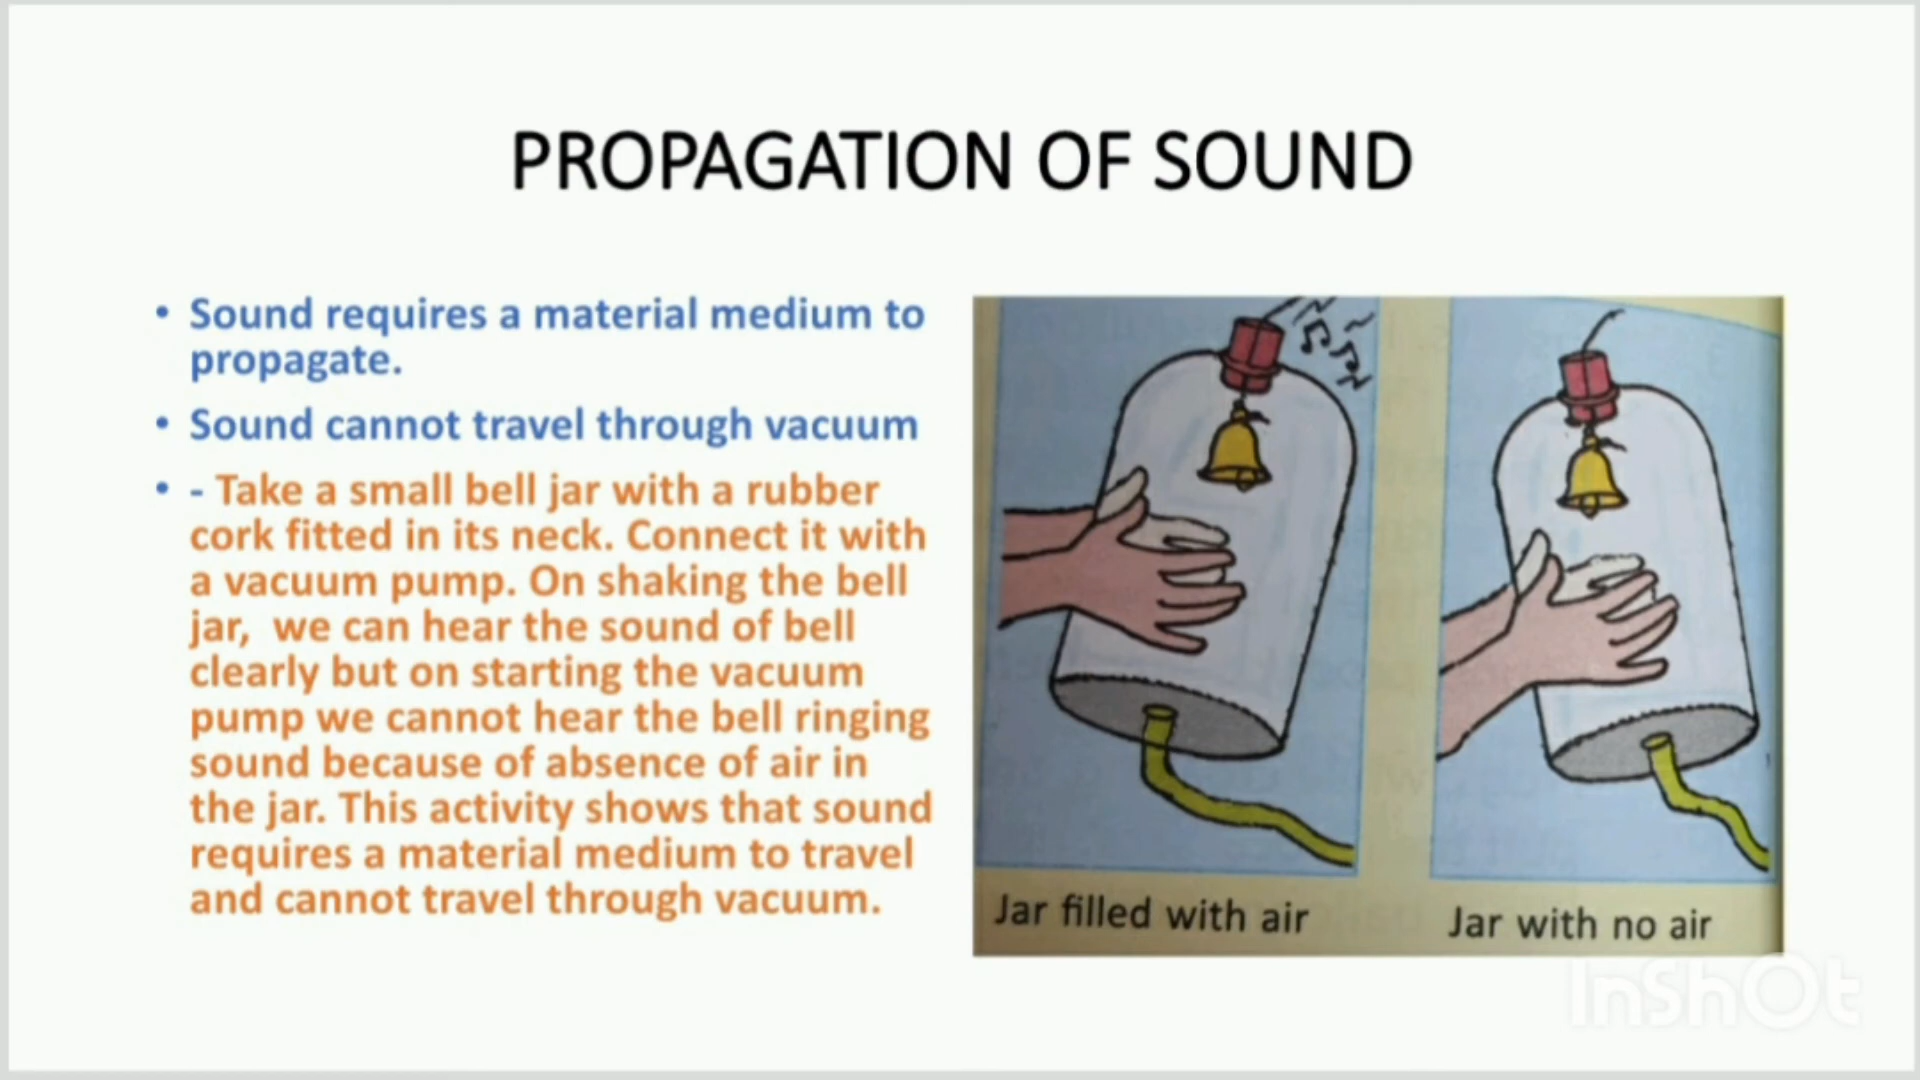 PROPAGATION OF SOUND
• Sound requires a material medium to
propagate.
• Sound cannot travel through vacuum
• - Take a small bell jar with a rubber
cork fitted in its neck. Connect it with
a vacuum pump. On shaking the bell
jar,  we can hear the sound of bell
clearly but on starting the vacuum
pump we cannot hear the bell ringing
sound because of absence of air in
the jar. This activity shows that sound
requires a material medium to travel
and cannot travel through vacuum.
Jar filled with air
Jar with no air
InShOt